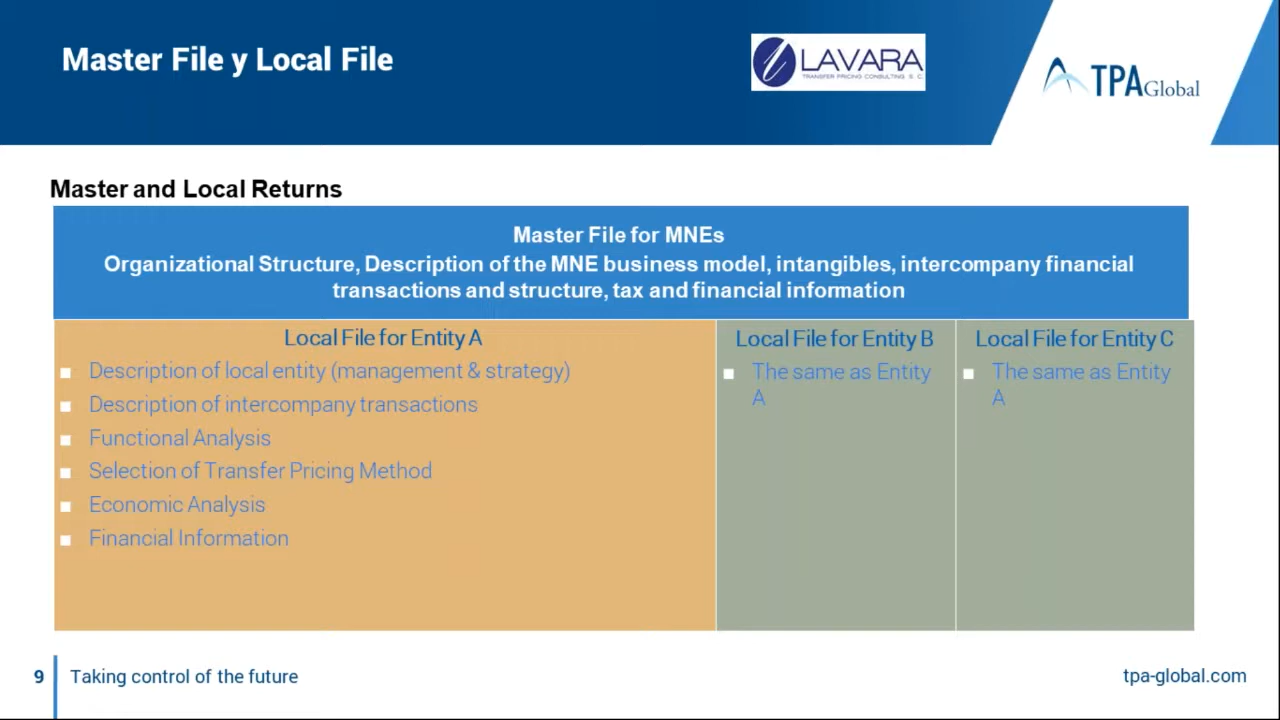 Master File y Local File
LAVARA
TRANSFER PRICING CONSULTING S. C.
TPA Global
Master and Local Returns
Master File for MNEs
Organizational Structure, Description of the MNE business model, intangibles, intercompany financial
transactions and structure, tax and financial information
Local File for Entity A
Description of local entity (management & strategy)
Description of intercompany transactions
Functional Analysis
Selection of Transfer Pricing Method
Economic Analysis
Financial Information
Local File for Entity B
The same as Entity
A
Local File for Entity C
The same as Entity
A
9
Taking control of the future
tpa-global.com